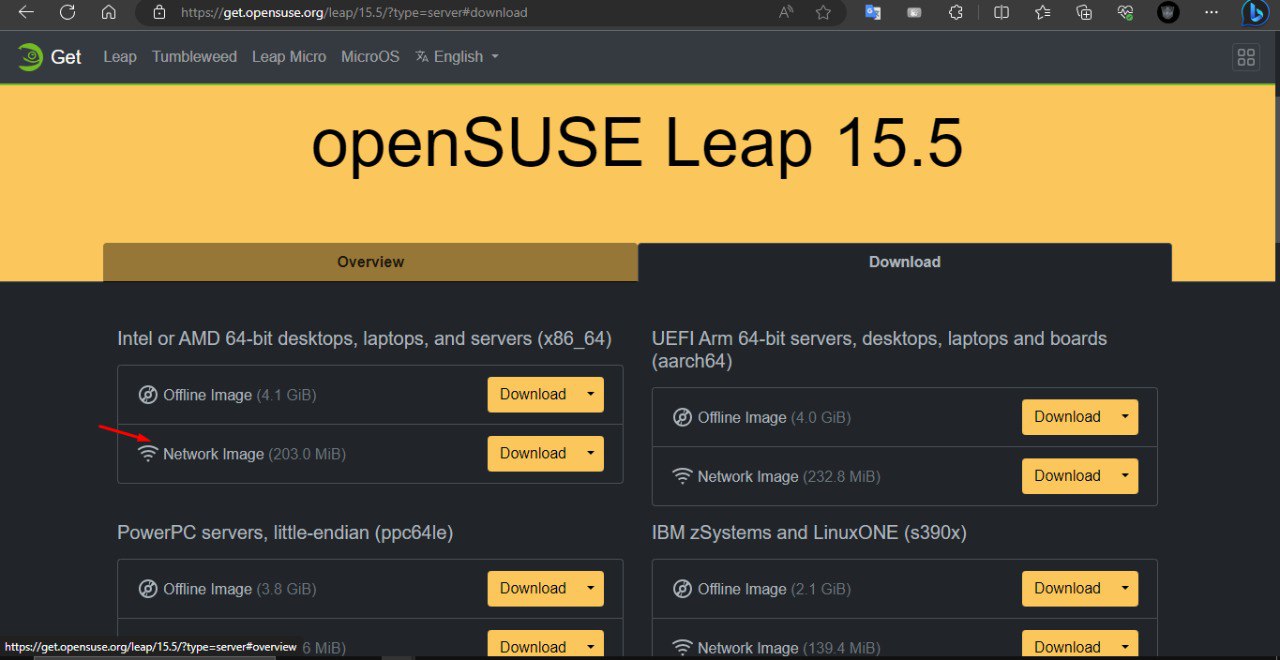 https://get.opensuse.org/leap/15.5/?type=server#download
Get Leap Tumbleweed Leap Micro MicroOS English
openSUSE Leap 15.5
Overview Download
Intel or AMD 64-bit desktops, laptops, and servers (x86_64)
Offline Image (4.1 GiB) Download
Network Image (203.0 MiB) Download
UEFI Arm 64-bit servers, desktops, laptops and boards
(aarch64)
Offline Image (4.0 GiB) Download
Network Image (232.8 MiB) Download
PowerPC servers, little-endian (ppc64le)
Offline Image (3.8 GiB) Download
6 MiB) Download
IBM zSystems and LinuxONE (s390x)
Offline Image (2.1 GiB) Download
Network Image (139.4 MiB) Download
https://get.opensuse.org/leap/15.5/?type=server#overview